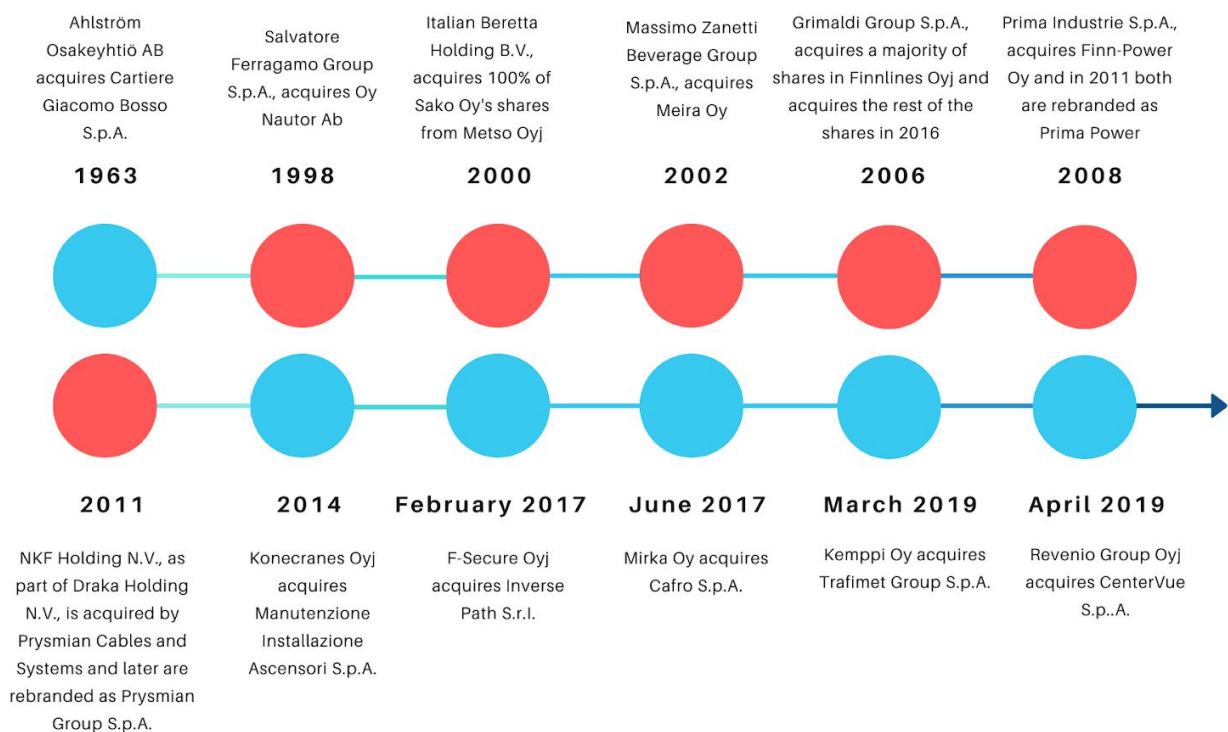 Ahlström
Osakeyhtiö AB
acquires Cartiere
Giacomo Bosso
S.p.A.
1963
Salvatore
Ferragamo Group
S.p.A., acquires Oy
Nautor Ab
1998
Italian Beretta
Holding B.V.,
acquires 100% of
Sako Oy's shares
from Metso Oyj
2000
Massimo Zanetti
Beverage Group
S.p.A., acquires
Meira Oy
2002
Grimaldi Group S.p.A.,
acquires a majority of
shares in Finnlines Oyj and
acquires the rest of the
shares in 2016
2006
Prima Industrie S.p.A.,
acquires Finn-Power
Oy and in 2011 both
are rebranded as
Prima Power
2008
2011
NKF Holding N.V., as
part of Draka Holding
N.V., is acquired by
Prysmian Cables and
Systems and later are
rebranded as Prysmian
Group S.p.A.
2014
Konecranes Oyj
acquires
Manutenzione
Installazione
Ascensori S.p.A.
February 2017
F-Secure Oyj
acquires Inverse
Path S.r.l.
June 2017
Mirka Oy acquires
Cafro S.p.A.
March 2019
Kemppi Oy acquires
Trafimet Group S.p.A.
April 2019
Revenio Group Oyj
acquires CenterVue
S.p..A.